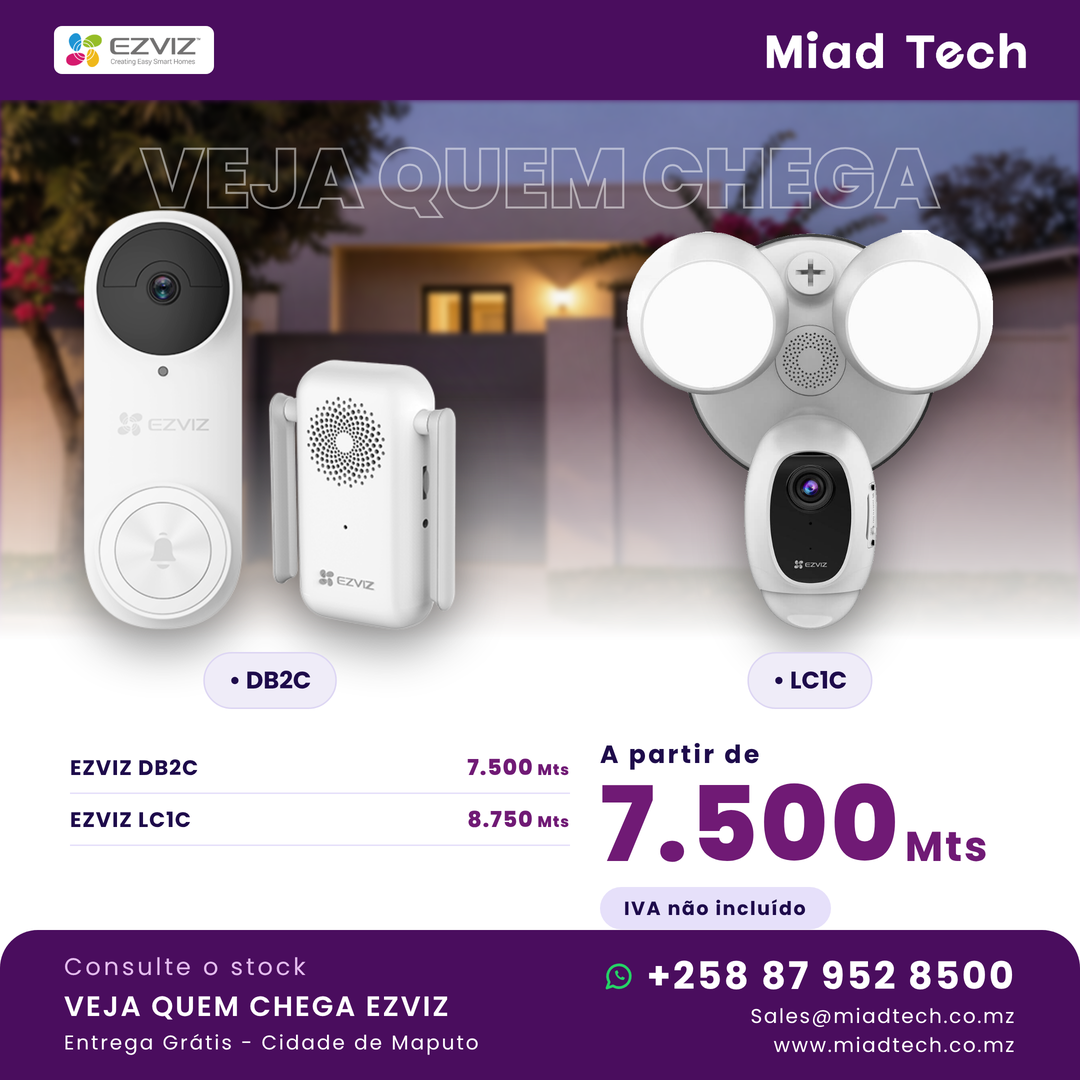 EZVIZ™
Creating Easy Smart Homes
Miad Tech
VEJA QUEM CHEGA
EZVIZ
EZVIZ
EZVIZ
• DB2C
• LC1C
EZVIZ DB2C 7.500 Mts
EZVIZ LC1C 8.750 Mts
A partir de
7.500 Mts
IVA não incluído
Consulte o stock
VEJA QUEM CHEGA EZVIZ
Entrega Grátis - Cidade de Maputo
+258 87 952 8500
Sales@miadtech.co.mz
www.miadtech.co.mz